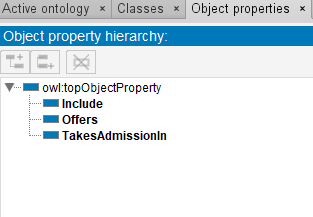 Active ontology × Classes × Object properties ×
Object property hierarchy:
owl:topObjectProperty
Include
Offers
TakesAdmissionIn